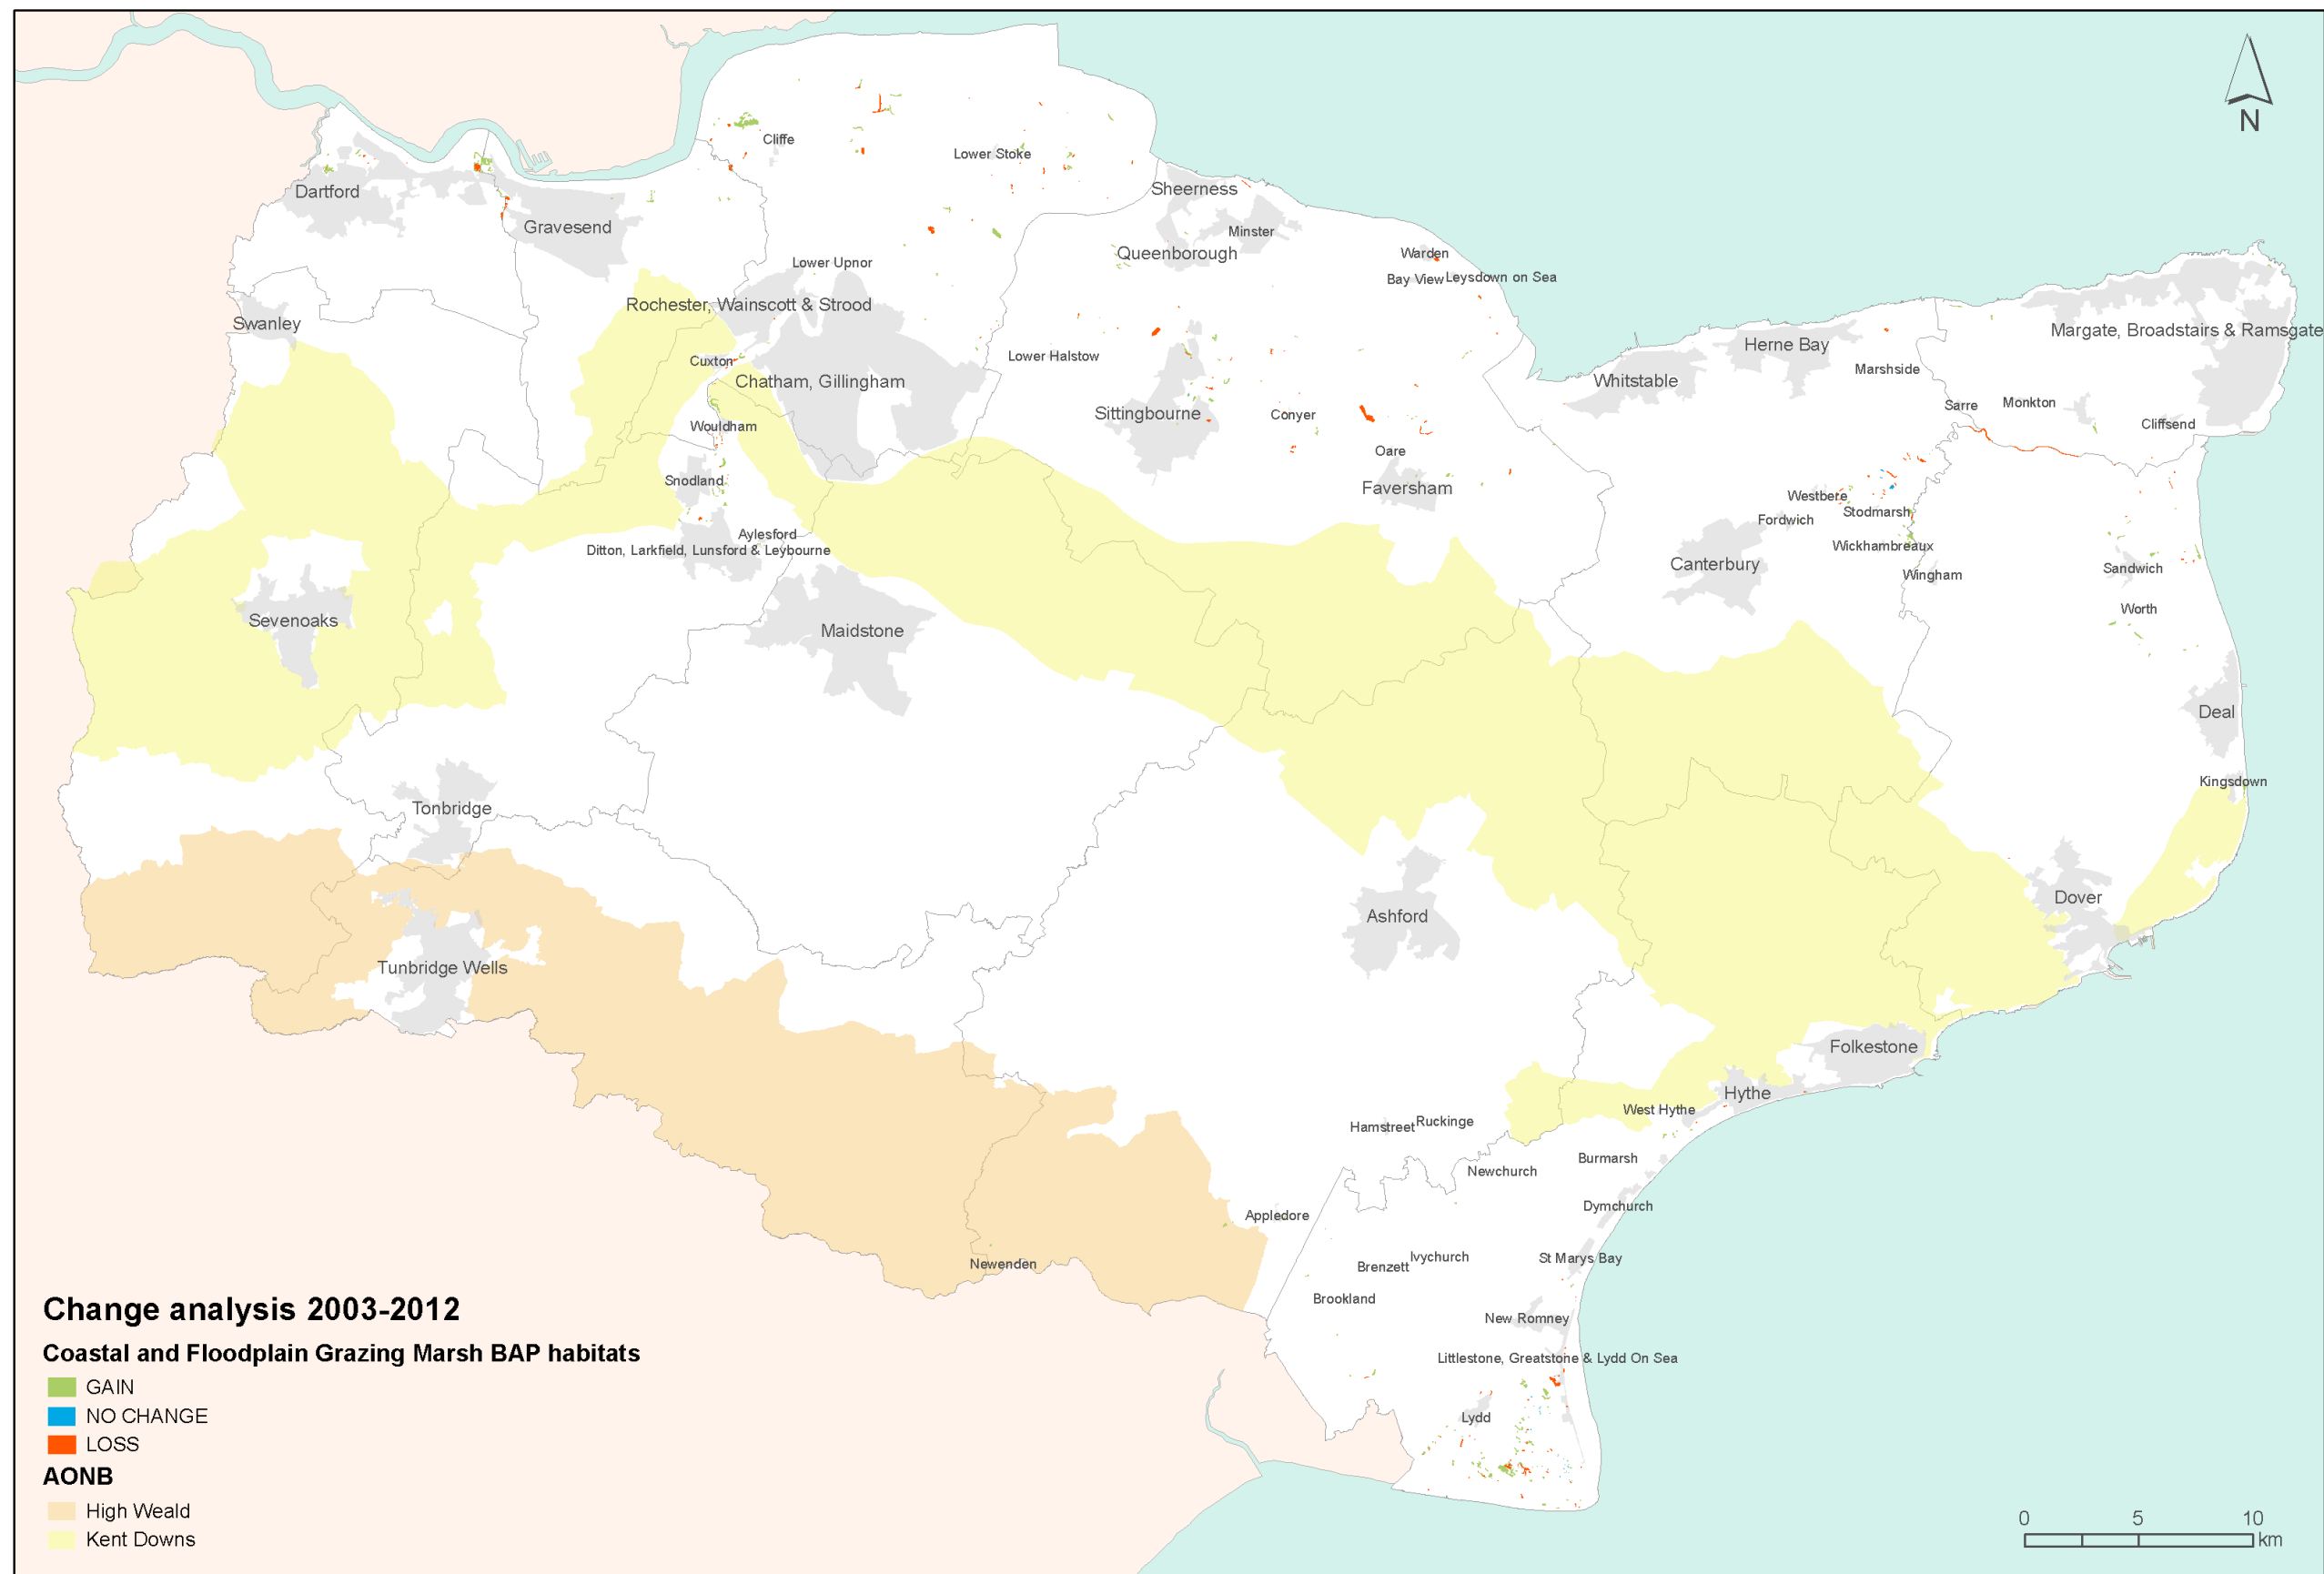 N
Cliffe
Lower Stoke
Dartford
Sheerness
Gravesend
Minster
Queenborough
Warden
Lower Upnor
Bay View
Leysdown on Sea
Rochester, Wainscott & Strood
Swanley
Margate, Broadstairs & Ramsgate
Herne Bay
Lower Halstow
Cuxton
Marshside
Chatham, Gillingham
Whitstable
Monkton
Sarre
Sittingbourne
Conyer
Cliffsend
Wouldham
Oare
Snodland
Faversham
Westbere
Stodmarsh
Fordwich
Aylesford
Ditton, Larkfield, Lunsford & Leybourne
Wickhambreaux
Canterbury
Sandwich
Wingham
Worth
Sevenoaks
Maidstone
Deal
Kingsdown
Tonbridge
Dover
Ashford
Tunbridge Wells
Folkestone
Hythe
West Hythe
Hamstreet
Ruckinge
Burmarsh
Newchurch
Dymchurch
Appledore
Ivychurch
St Marys Bay
Newenden
Brenzett
Brookland
New Romney
Littlestone, Greatstone & Lydd On Sea
Lydd
Change analysis 2003-2012
Coastal and Floodplain Grazing Marsh BAP habitats
GAIN
NO CHANGE
LOSS
AONB
High Weald
Kent Downs
0 5 10
km